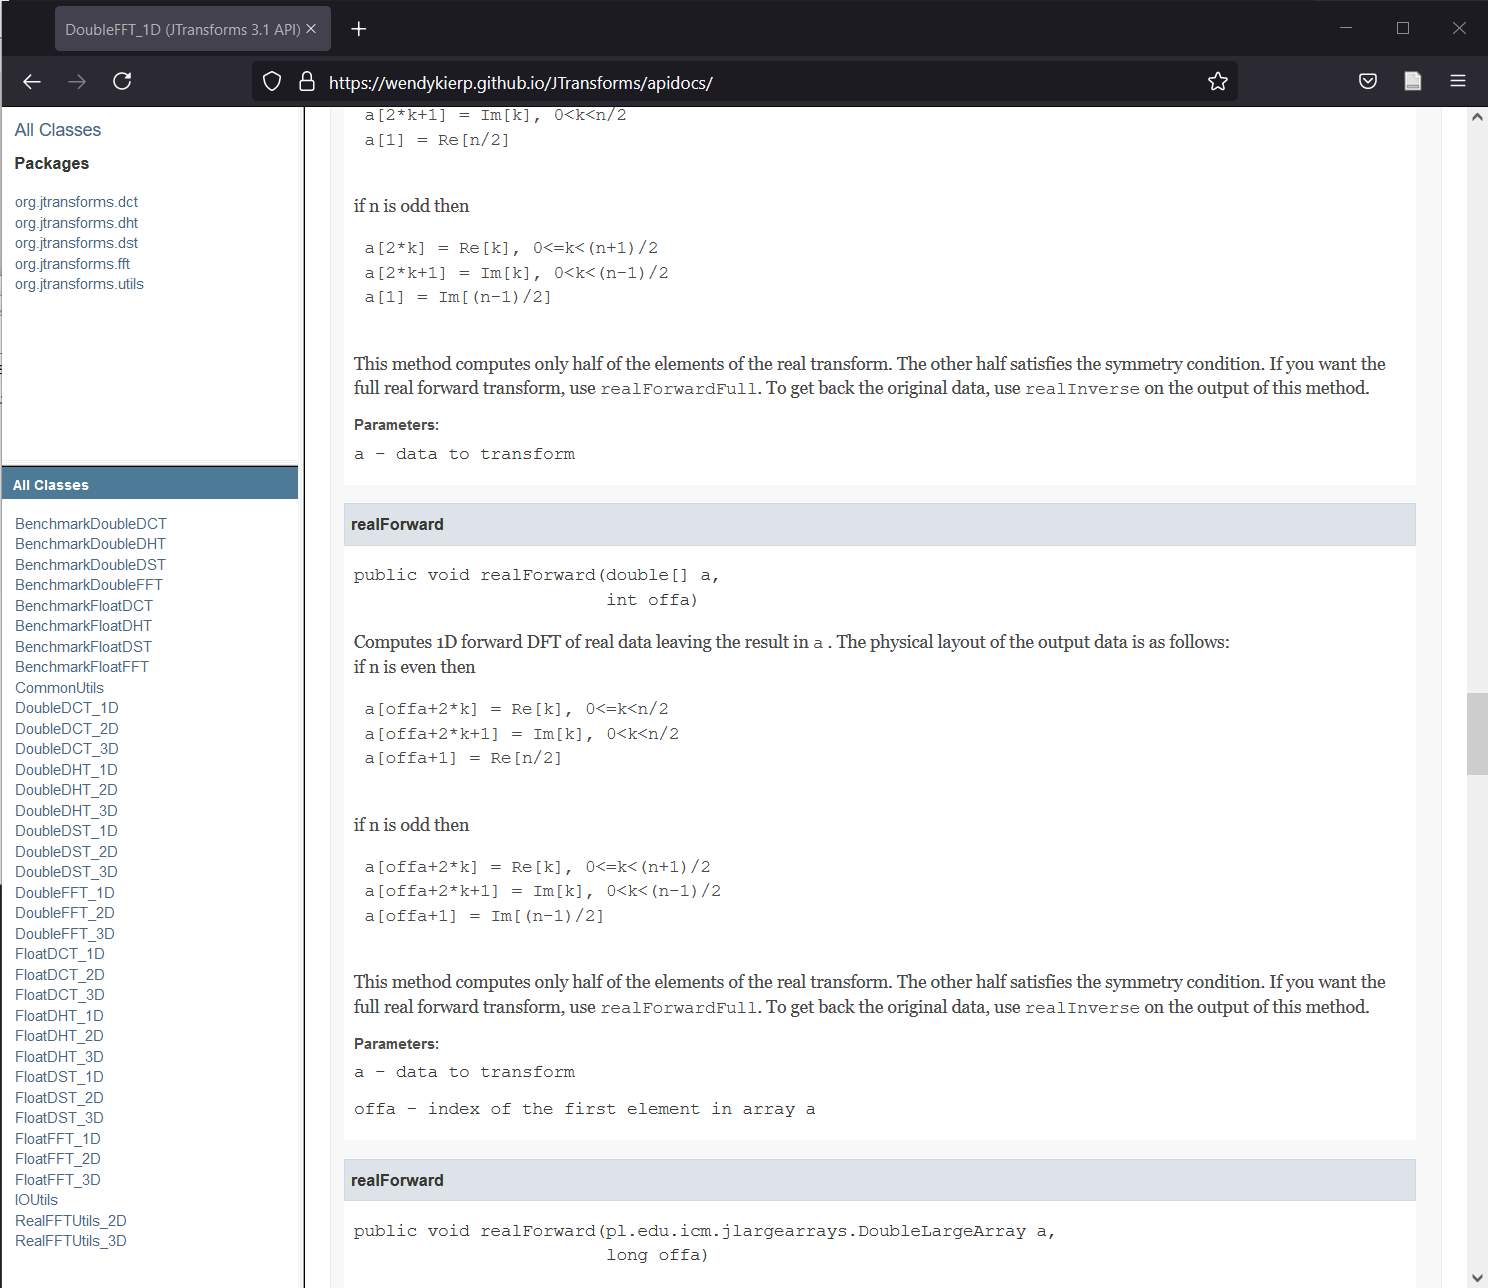 DoubleFFT_1D (JTransforms 3.1 API)
https://wendykierp.github.io/JTransforms/apidocs/
All Classes
Packages
org.jtransforms.dct
org.jtransforms.dht
org.jtransforms.dst
org.jtransforms.fft
org.jtransforms.utils
All Classes
BenchmarkDoubleDCT
BenchmarkDoubleDHT
BenchmarkDoubleDST
BenchmarkDoubleFFT
BenchmarkFloatDCT
BenchmarkFloatDHT
BenchmarkFloatDST
BenchmarkFloatFFT
CommonUtils
DoubleDCT_1D
DoubleDCT_2D
DoubleDCT_3D
DoubleDHT_1D
DoubleDHT_2D
DoubleDHT_3D
DoubleDST_1D
DoubleDST_2D
DoubleDST_3D
DoubleFFT_1D
DoubleFFT_2D
DoubleFFT_3D
FloatDCT_1D
FloatDCT_2D
FloatDCT_3D
FloatDHT_1D
FloatDHT_2D
FloatDHT_3D
FloatDST_1D
FloatDST_2D
FloatDST_3D
FloatFFT_1D
FloatFFT_2D
FloatFFT_3D
IOUtils
RealFFTUtils_2D
RealFFTUtils_3D
a[2*k+1] = Im[k], 0<k<n/2
a[1] = Re[n/2]
if n is odd then
a[2*k] = Re[k], 0<=k<(n+1)/2
a[2*k+1] = Im[k], 0<k<(n-1)/2
a[1] = Im[(n-1)/2]
This method computes only half of the elements of the real transform. The other half satisfies the symmetry condition. If you want the
full real forward transform, use realForwardFull. To get back the original data, use realInverse on the output of this method.
Parameters:
a - data to transform
realForward
public void realForward(double[] a,
int offa)
Computes 1D forward DFT of real data leaving the result in a . The physical layout of the output data is as follows:
if n is even then
a[offa+2*k] = Re[k], 0<=k<n/2
a[offa+2*k+1] = Im[k], 0<k<n/2
a[offa+1] = Re[n/2]
if n is odd then
a[offa+2*k] = Re[k], 0<=k<(n+1)/2
a[offa+2*k+1] = Im[k], 0<k<(n-1)/2
a[offa+1] = Im[(n-1)/2]
This method computes only half of the elements of the real transform. The other half satisfies the symmetry condition. If you want the
full real forward transform, use realForwardFull. To get back the original data, use realInverse on the output of this method.
Parameters:
a - data to transform
offa - index of the first element in array a
realForward
public void realForward(pl.edu.icm.jlargearrays.DoubleLargeArray a,
long offa)